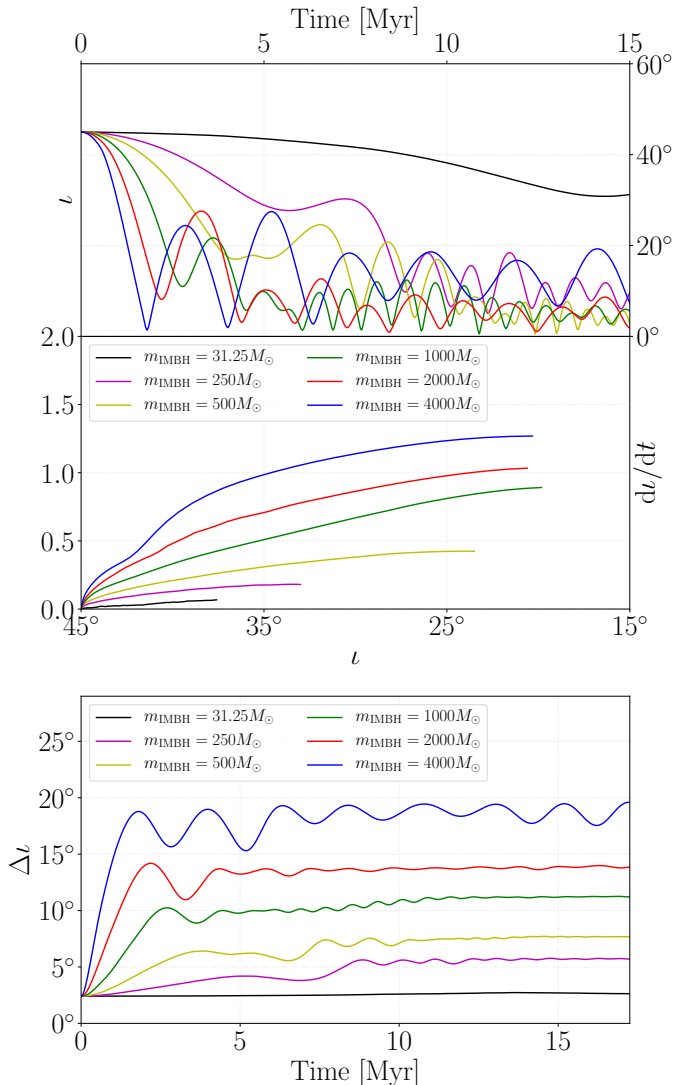 Time [Myr]
0 5 10 15
60°
40°
ι
20°
0°
2.0
m_IMBH = 31.25M_⊙ m_IMBH = 1000M_⊙
m_IMBH = 250M_⊙ m_IMBH = 2000M_⊙
m_IMBH = 500M_⊙ m_IMBH = 4000M_⊙
1.5
1.0
dι/dt
0.5
0.0
45° 35° 25° 15°
ι
m_IMBH = 31.25M_⊙ m_IMBH = 1000M_⊙
m_IMBH = 250M_⊙ m_IMBH = 2000M_⊙
m_IMBH = 500M_⊙ m_IMBH = 4000M_⊙
25°
20°
15°
Δι
10°
5°
0°
0 5 10 15
Time [Myr]